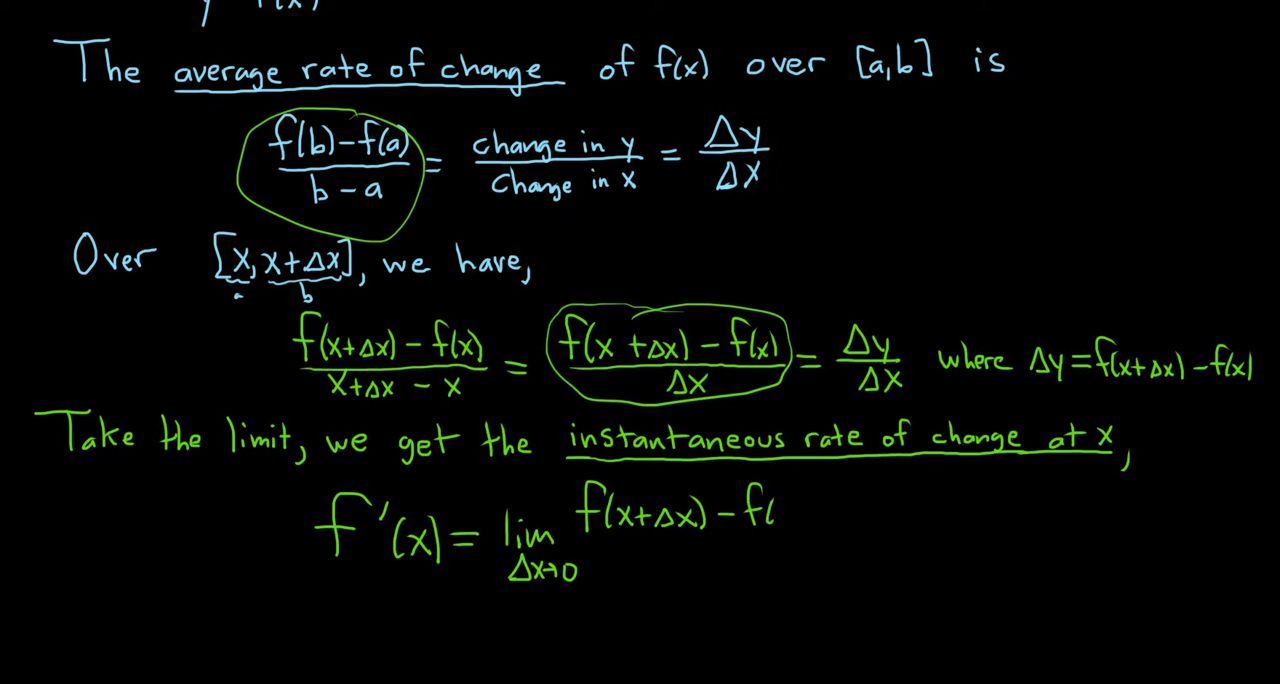 y f(x)
The average rate of change of f(x) over [a,b] is
f(b)-f(a) / b-a = change in y / Change in x = Δy / Δx
Over [x, x+Δx], we have,
a b
f(x+Δx) - f(x) / x+Δx - x = f(x+Δx) - f(x) / Δx = Δy / Δx where Δy = f(x+Δx) - f(x)
Take the limit, we get the instantaneous rate of change at x,
f'(x) = lim Δx→0 f(x+Δx) - f(